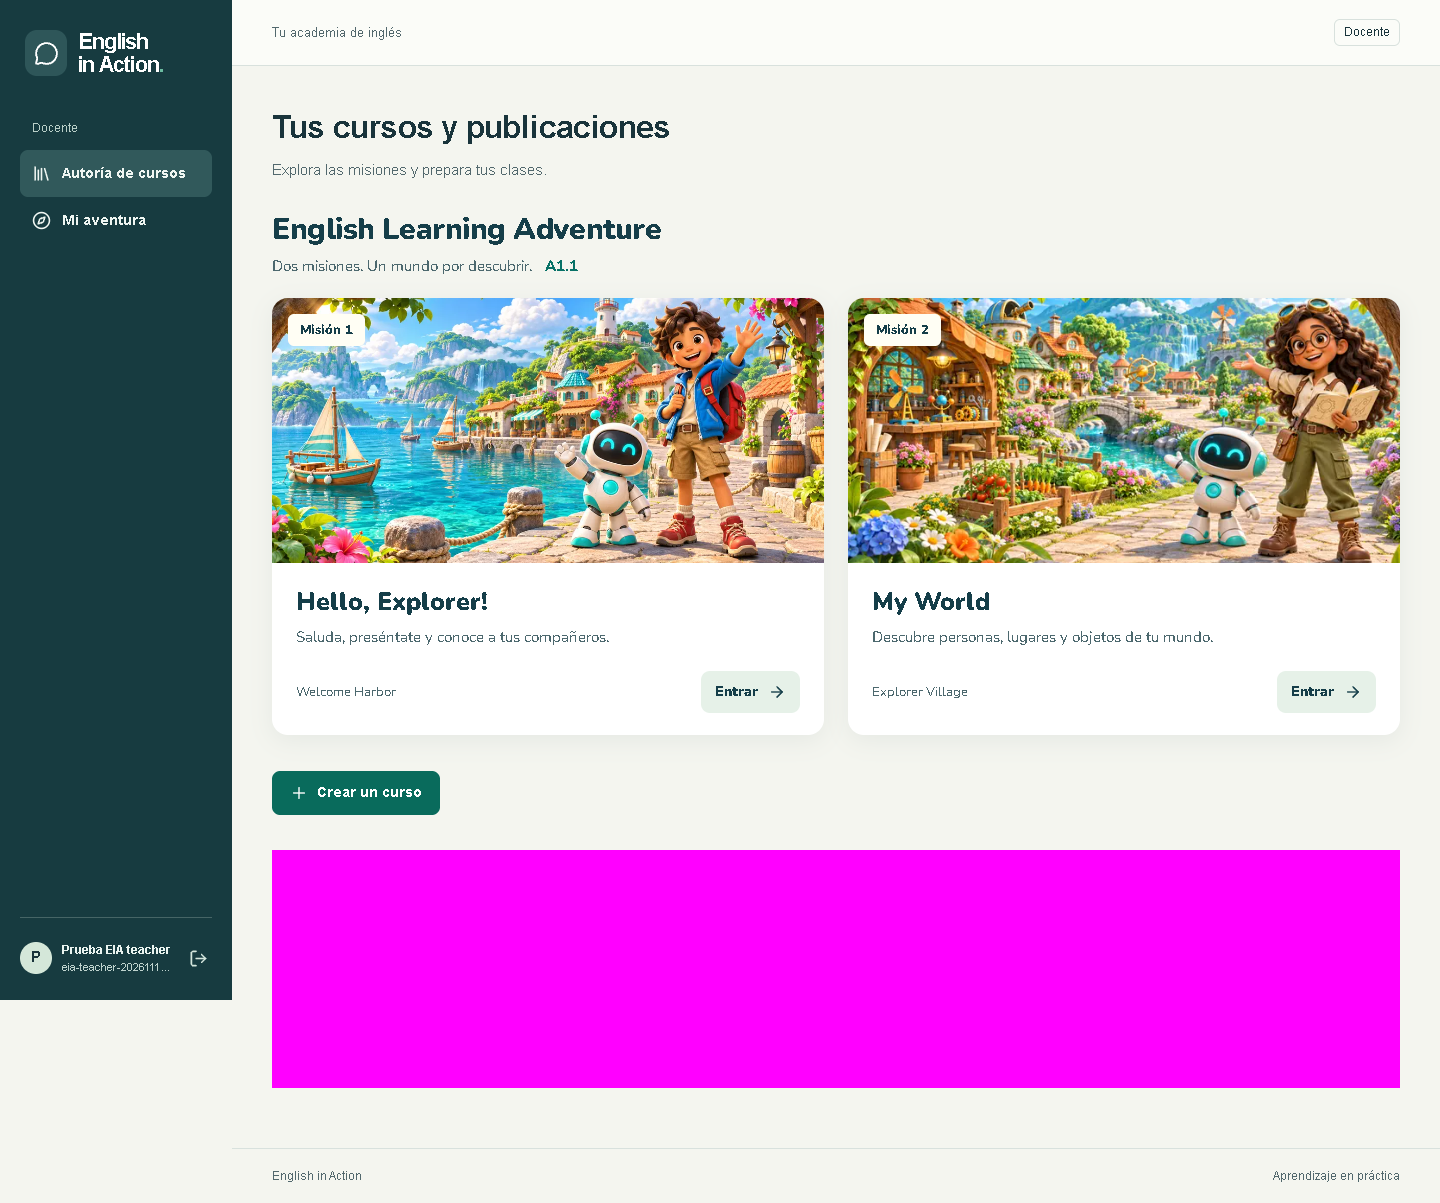 English
in Action.
Docente
Autoría de cursos
Mi aventura
Prueba EIA teacher
eia-teacher-2026111...
Tu academia de inglés
Docente
Tus cursos y publicaciones
Explora las misiones y prepara tus clases.
English Learning Adventure
Dos misiones. Un mundo por descubrir. A1.1
Misión 1
Hello, Explorer!
Saluda, preséntate y conoce a tus compañeros.
Welcome Harbor
Entrar
Misión 2
My World
Descubre personas, lugares y objetos de tu mundo.
Explorer Village
Entrar
Crear un curso
English in Action
Aprendizaje en práctica